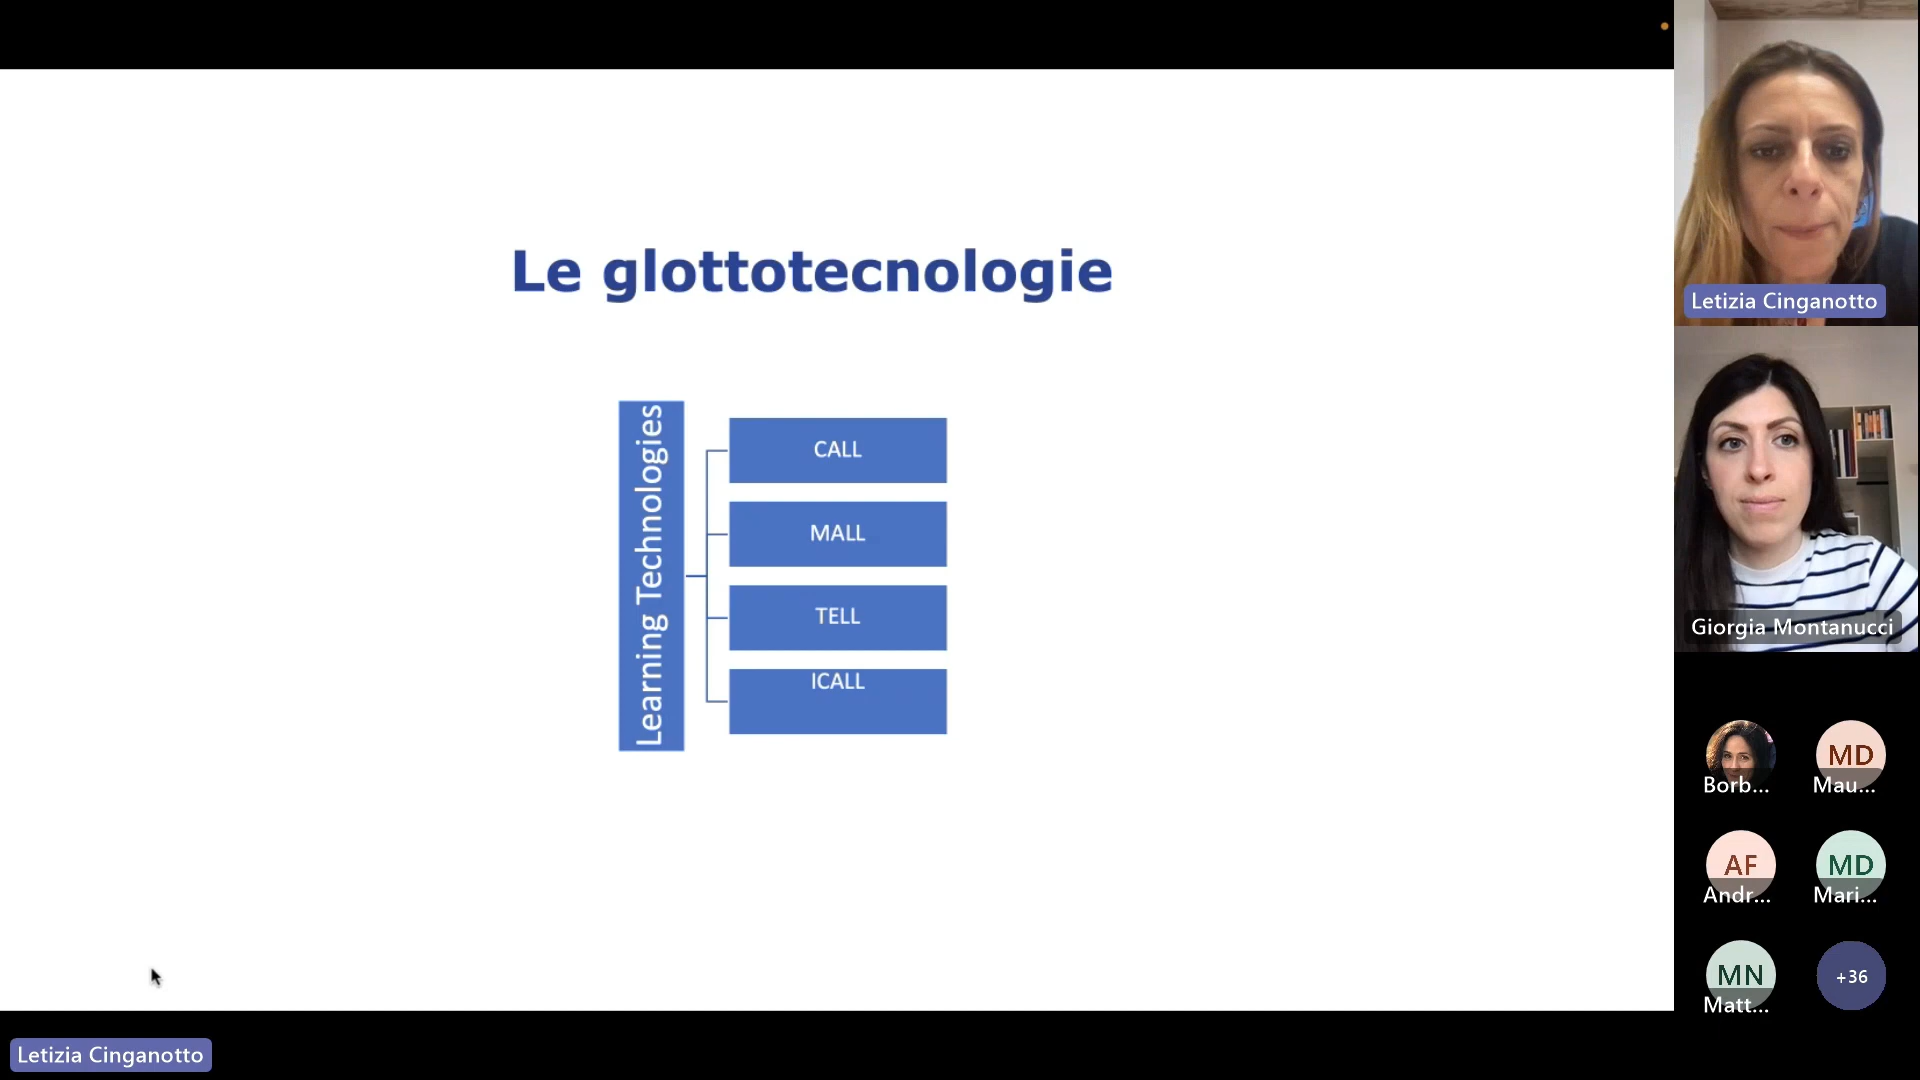 Le glottotecnologie
Learning Technologies
CALL
MALL
TELL
ICALL
Letizia Cinganotto
Giorgia Montanucci
Borb...
MD
Mau...
AF
Andr...
MD
Mari...
MN
Matt...
+36
Letizia Cinganotto